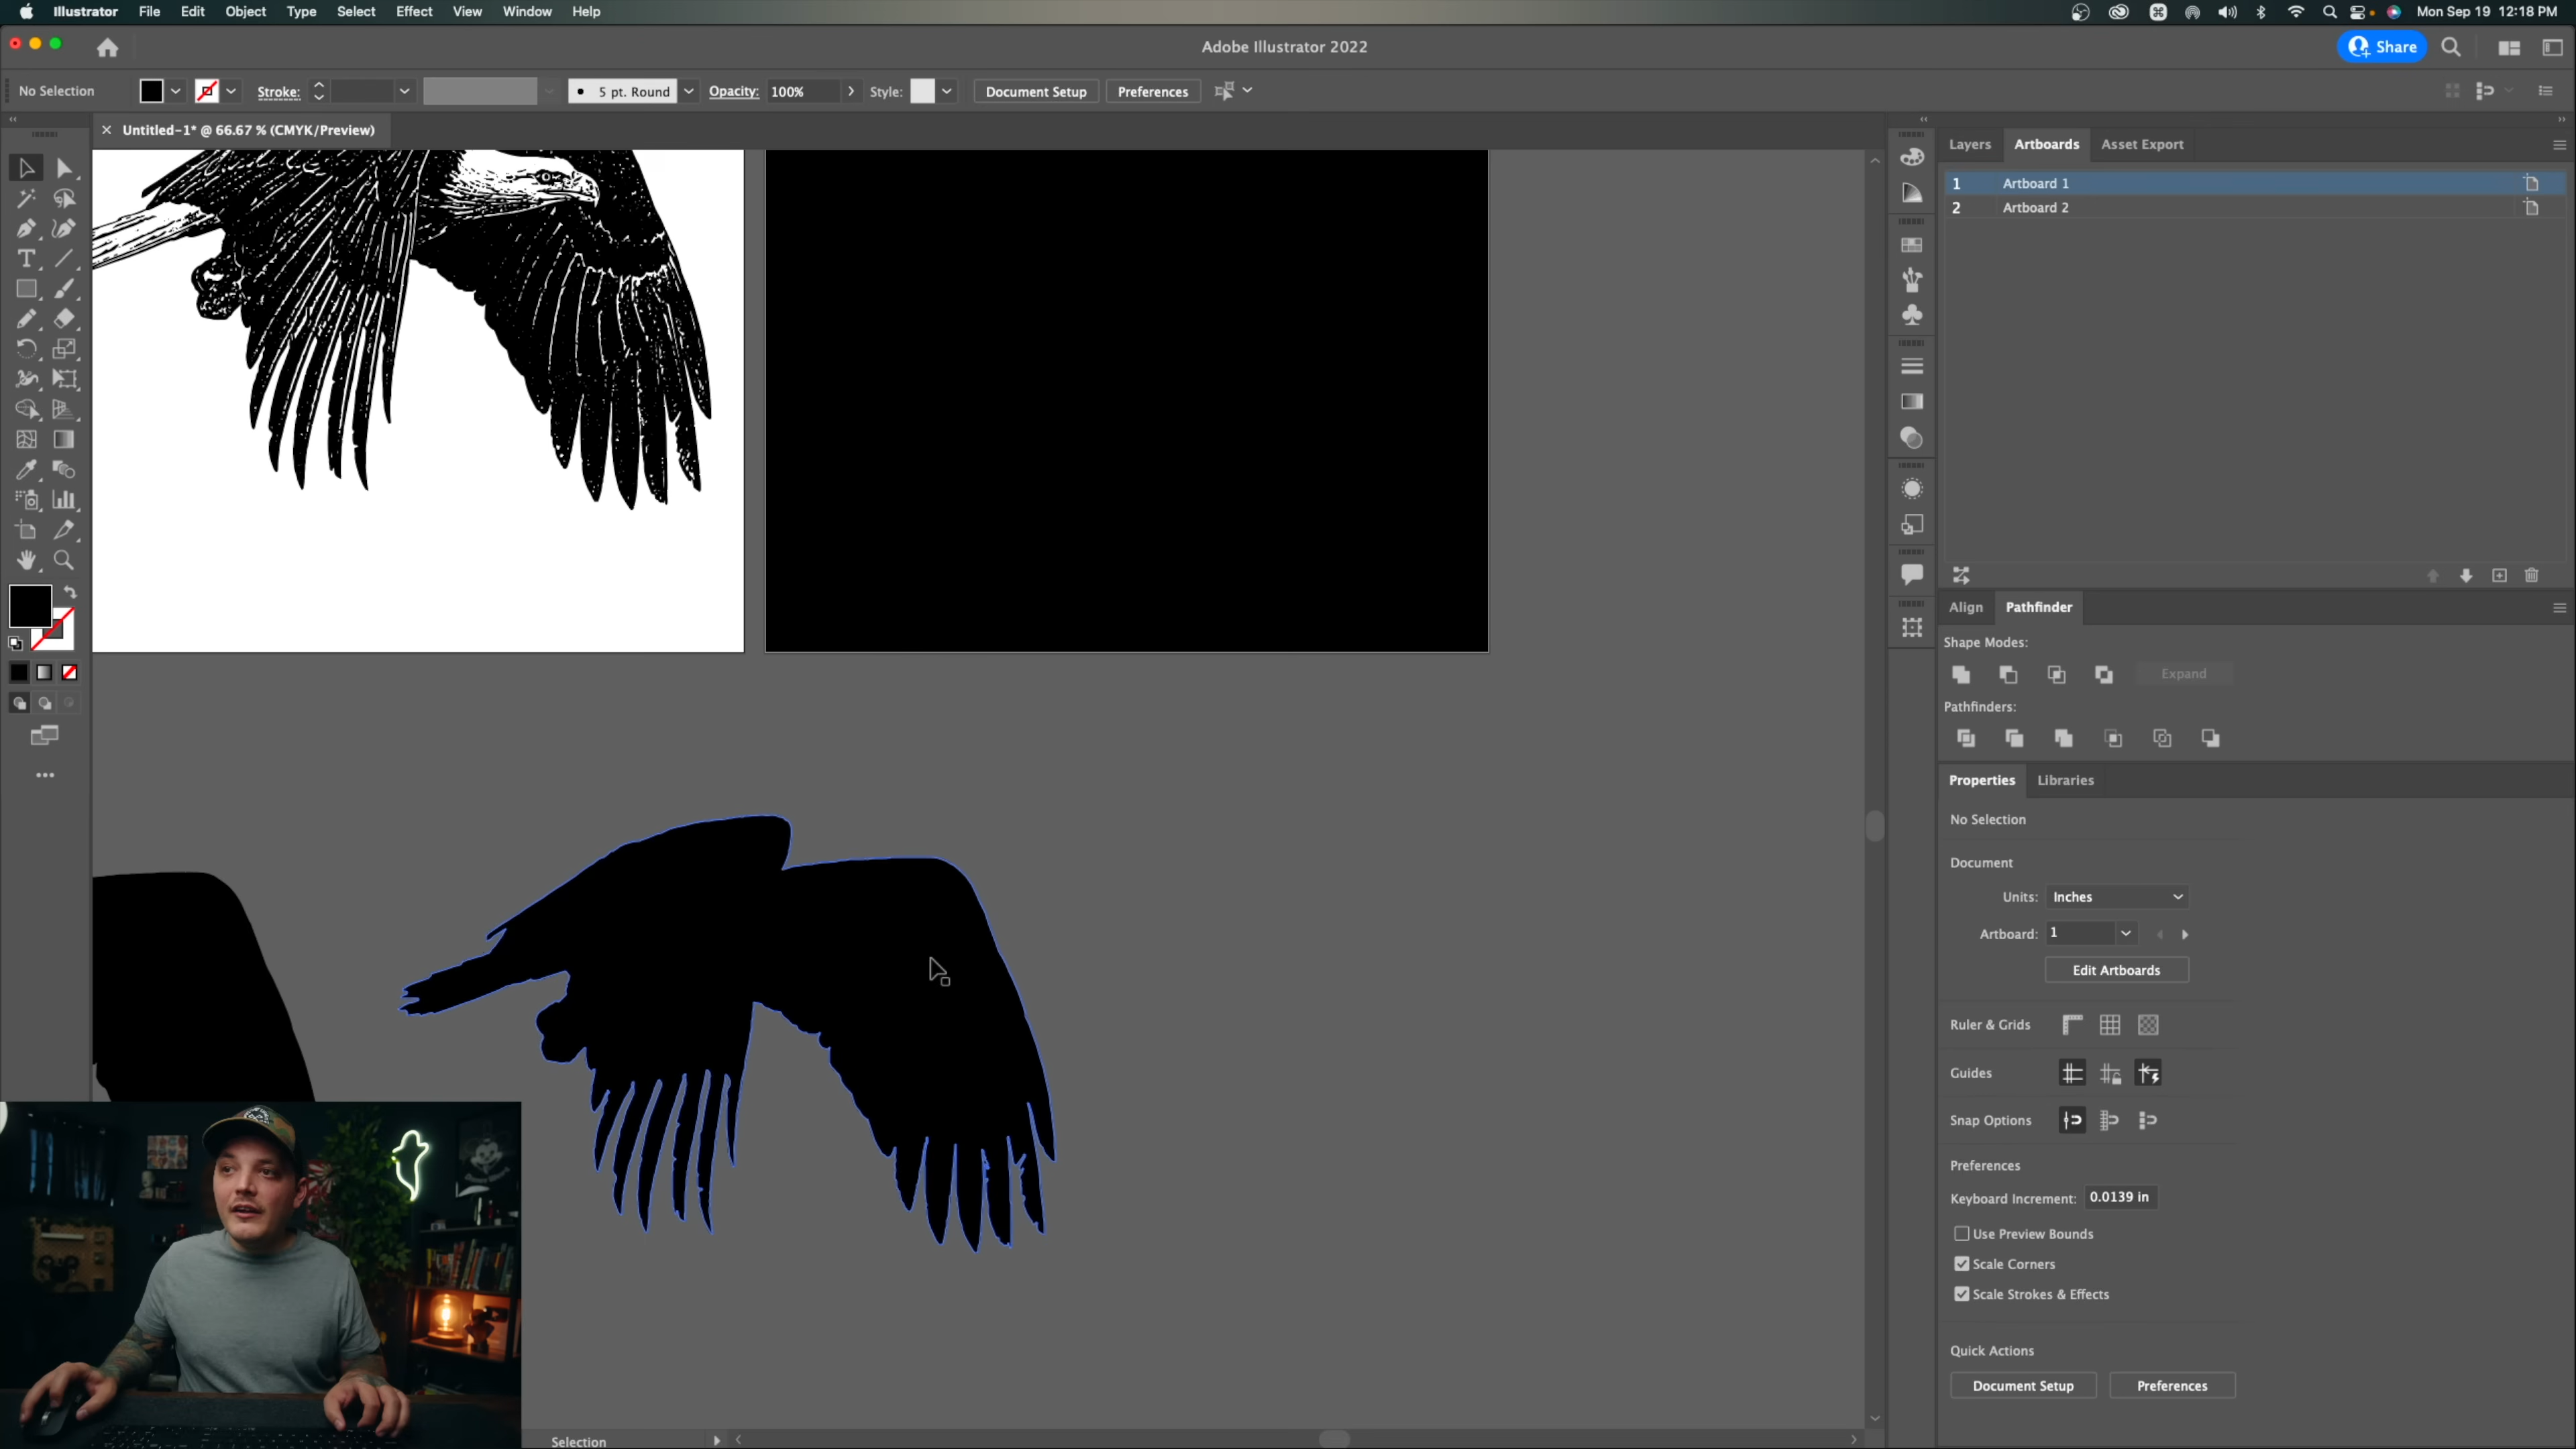 Illustrator File Edit Object Type Select Effect View Window Help
Mon Sep 19 12:18 PM
Adobe Illustrator 2022
Share
No Selection
Stroke:
5 pt. Round
Opacity: 100%
Style:
Document Setup
Preferences
Untitled-1* @ 66.67 % (CMYK/Preview)
Layers Artboards Asset Export
1 Artboard 1
2 Artboard 2
Align Pathfinder
Shape Modes:
Expand
Pathfinders:
Properties Libraries
No Selection
Document
Units: Inches
Artboard: 1
Edit Artboards
Ruler & Grids
Guides
Snap Options
Preferences
Keyboard Increment: 0.0139 in
Use Preview Bounds
Scale Corners
Scale Strokes & Effects
Quick Actions
Document Setup Preferences
Selection